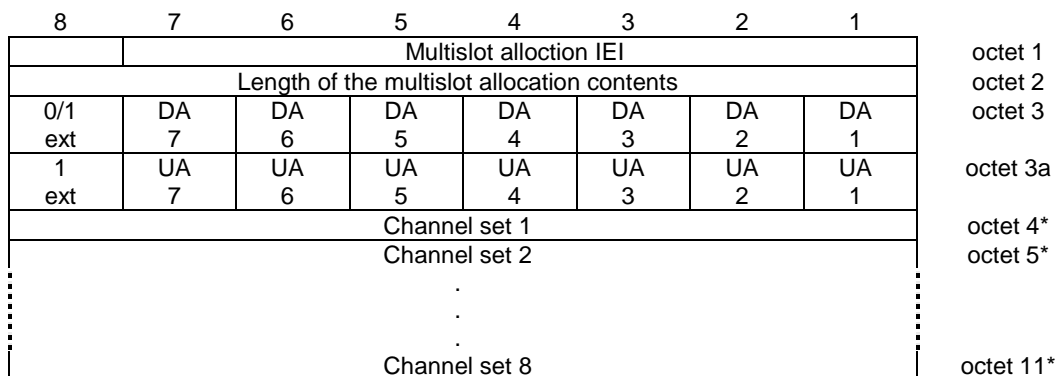 8 7 6 5 4 3 2 1
Multislot alloction IEI octet 1
Length of the multislot allocation contents octet 2
0/1 DA DA DA DA DA DA DA octet 3
ext 7 6 5 4 3 2 1
1 UA UA UA UA UA UA UA octet 3a
ext 7 6 5 4 3 2 1
Channel set 1 octet 4*
Channel set 2 octet 5*
.
.
.
Channel set 8 octet 11*